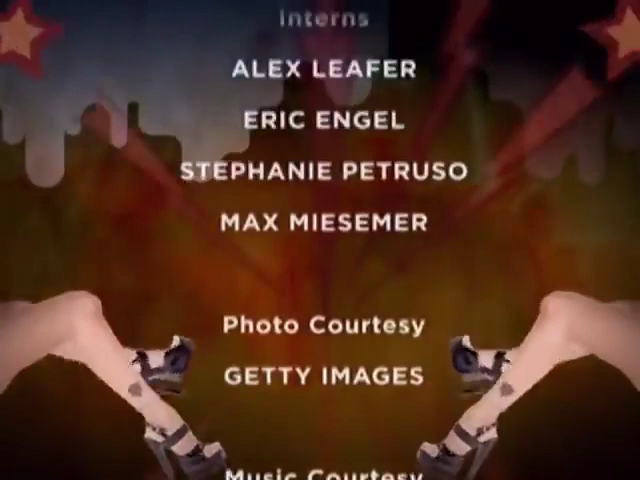 Interns
ALEX LEAFER
ERIC ENGEL
STEPHANIE PETRUSO
MAX MIESEMER
Photo Courtesy
GETTY IMAGES
Music Courtesy